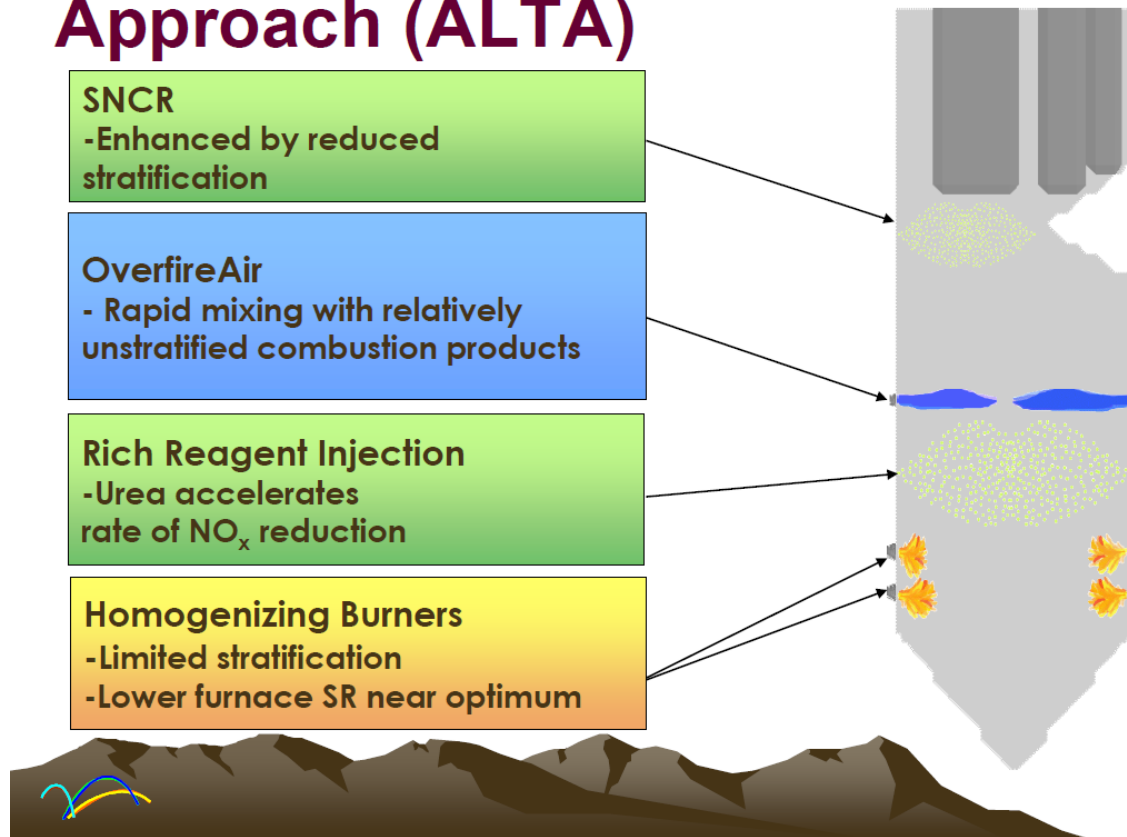 Approach (ALTA)
SNCR
-Enhanced by reduced
stratification
OverfireAir
- Rapid mixing with relatively
unstratified combustion products
Rich Reagent Injection
-Urea accelerates
rate of NOx reduction
Homogenizing Burners
-Limited stratification
-Lower furnace SR near optimum